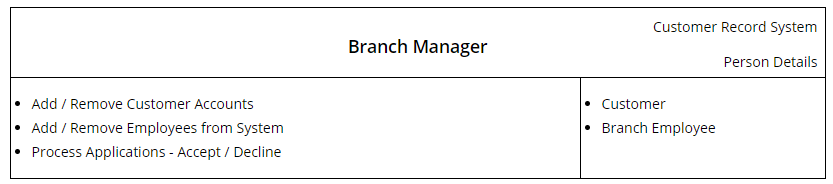 Customer Record System
Branch Manager
Person Details
Add / Remove Customer Accounts
Add / Remove Employees from System
Process Applications - Accept / Decline
Customer
Branch Employee